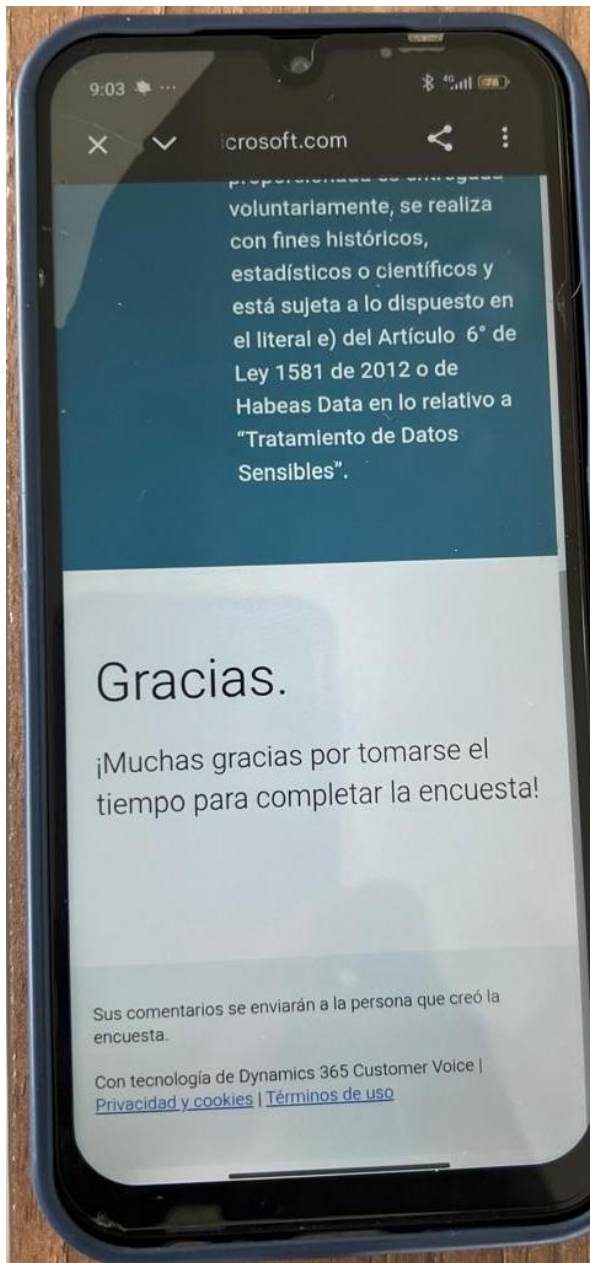 9:03
4G 76
icrosoft.com
voluntariamente, se realiza
con fines históricos,
estadísticos o científicos y
está sujeta a lo dispuesto en
el literal e) del Artículo 6° de
Ley 1581 de 2012 o de
Habeas Data en lo relativo a
“Tratamiento de Datos
Sensibles”.
Gracias.
¡Muchas gracias por tomarse el
tiempo para completar la encuesta!
Sus comentarios se enviarán a la persona que creó la
encuesta.
Con tecnología de Dynamics 365 Customer Voice |
Privacidad y cookies | Términos de uso